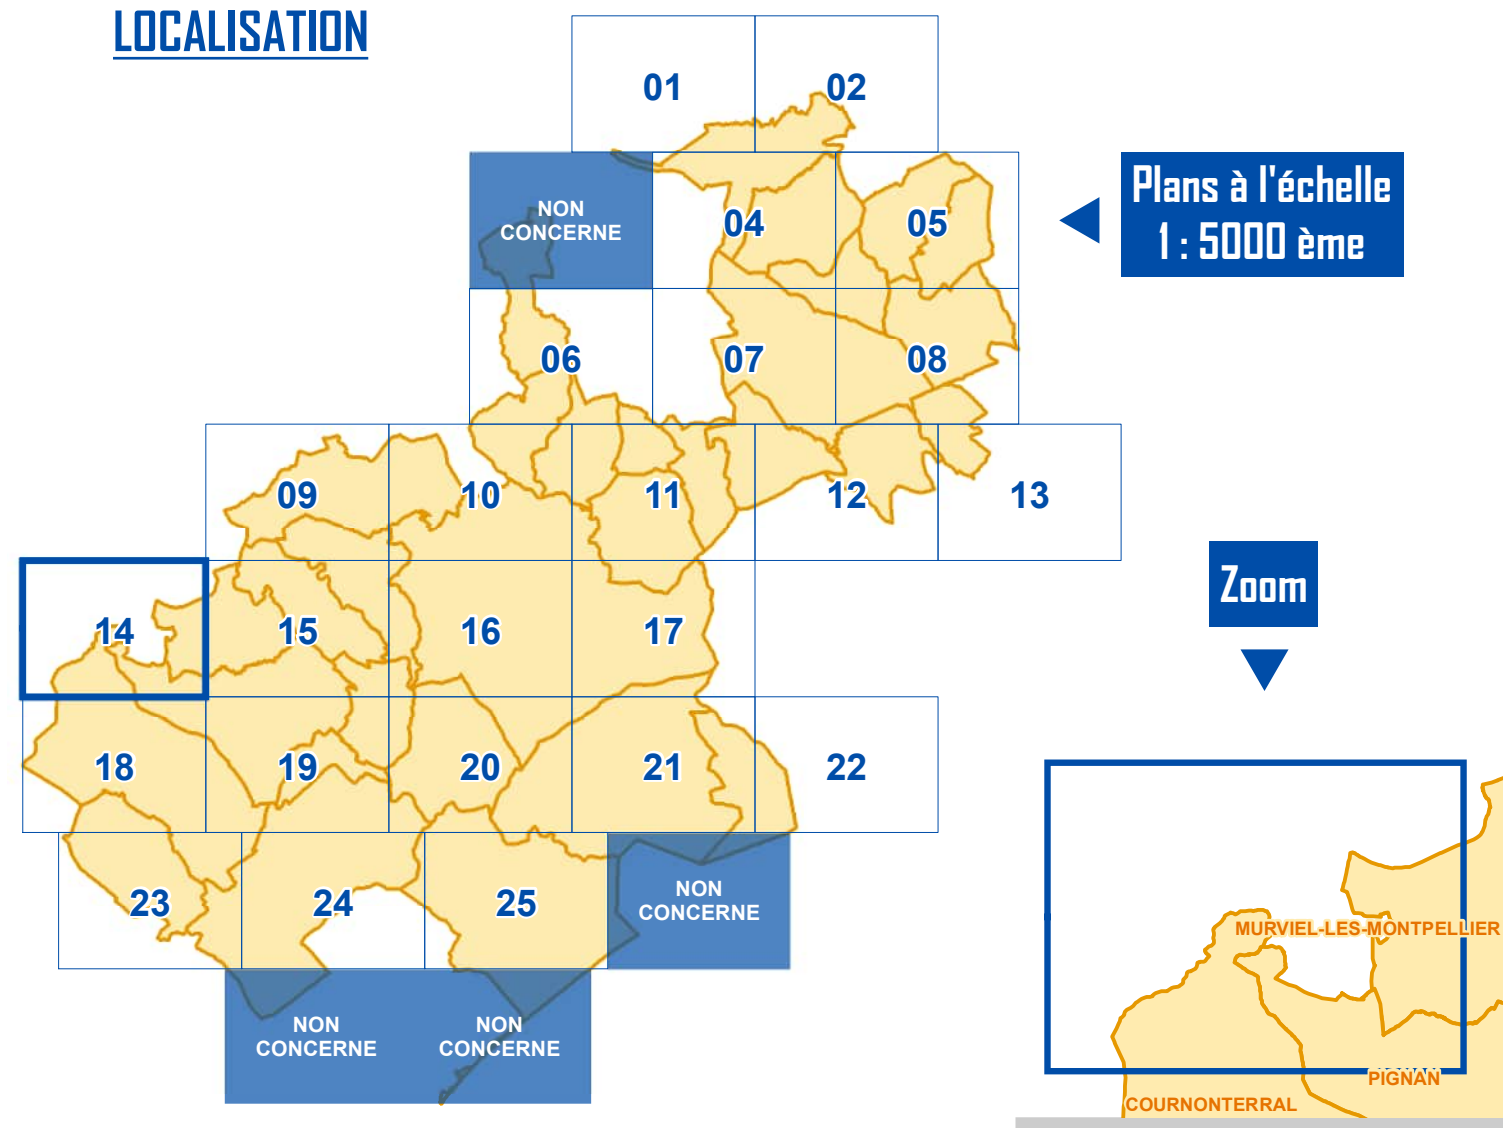 LOCALISATION
01
02
NON
CONCERNE
04
05
Plans à l'échelle
1 : 5000 ème
06
07
08
09
10
11
12
13
Zoom
14
15
16
17
18
19
20
21
22
23
24
25
NON
CONCERNE
NON
CONCERNE
NON
CONCERNE
MURVIEL-LES-MONTPELLIER
PIGNAN
COURNONTERRAL